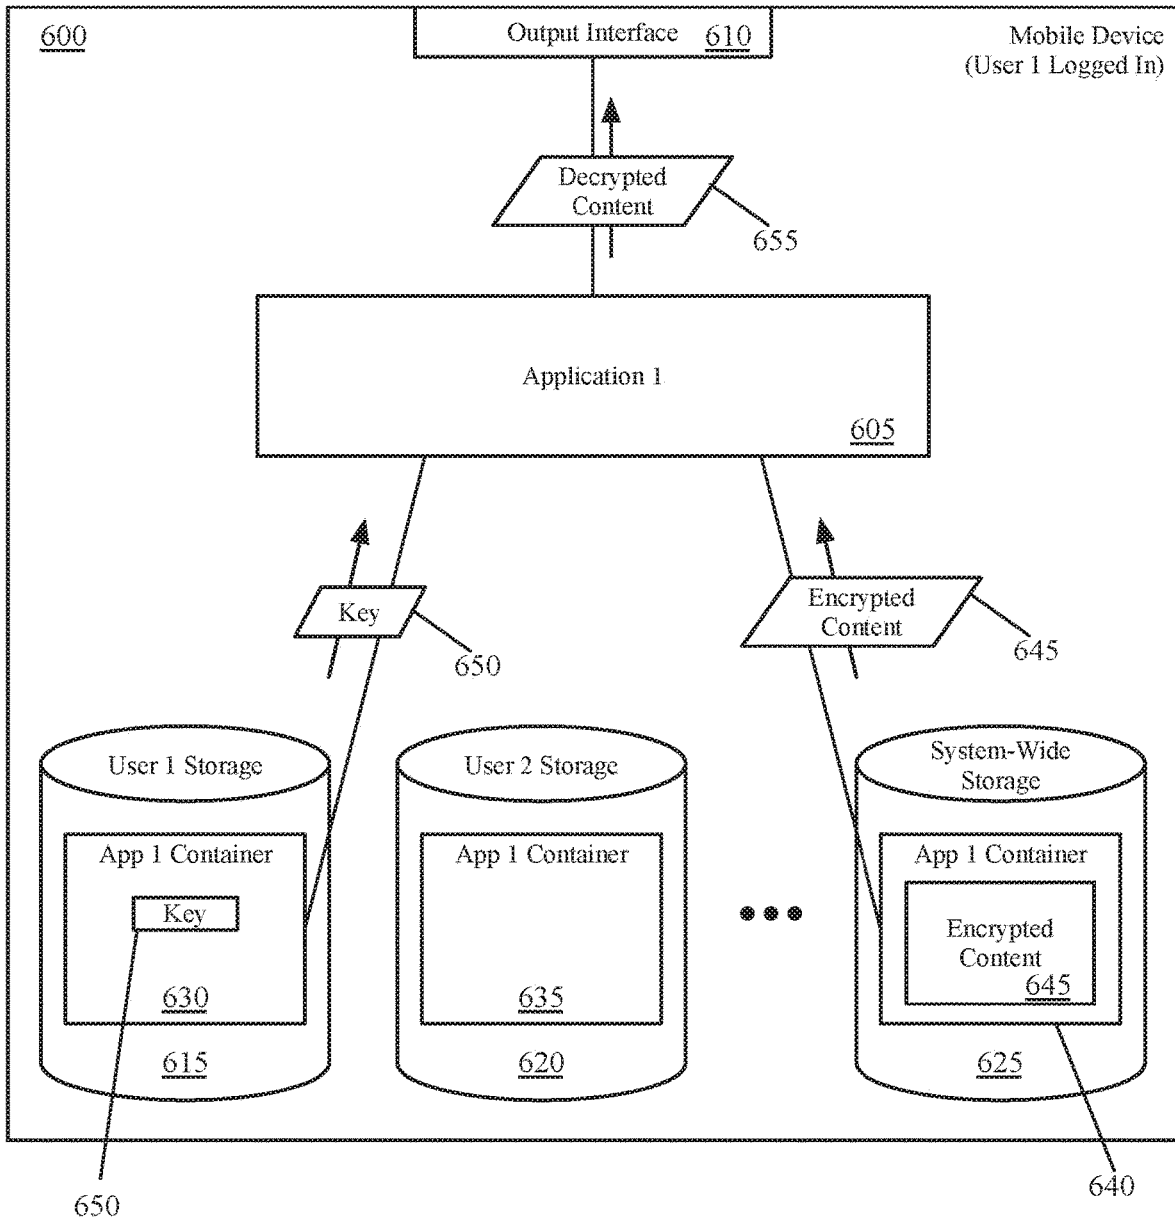 600
Output Interface 610
Mobile Device
(User 1 Logged In)
Decrypted
Content
655
Application 1
605
Key
650
Encrypted
Content
645
User 1 Storage
App 1 Container
Key
630
615
User 2 Storage
App 1 Container
635
620
System-Wide
Storage
App 1 Container
Encrypted
Content
645
625
650
640